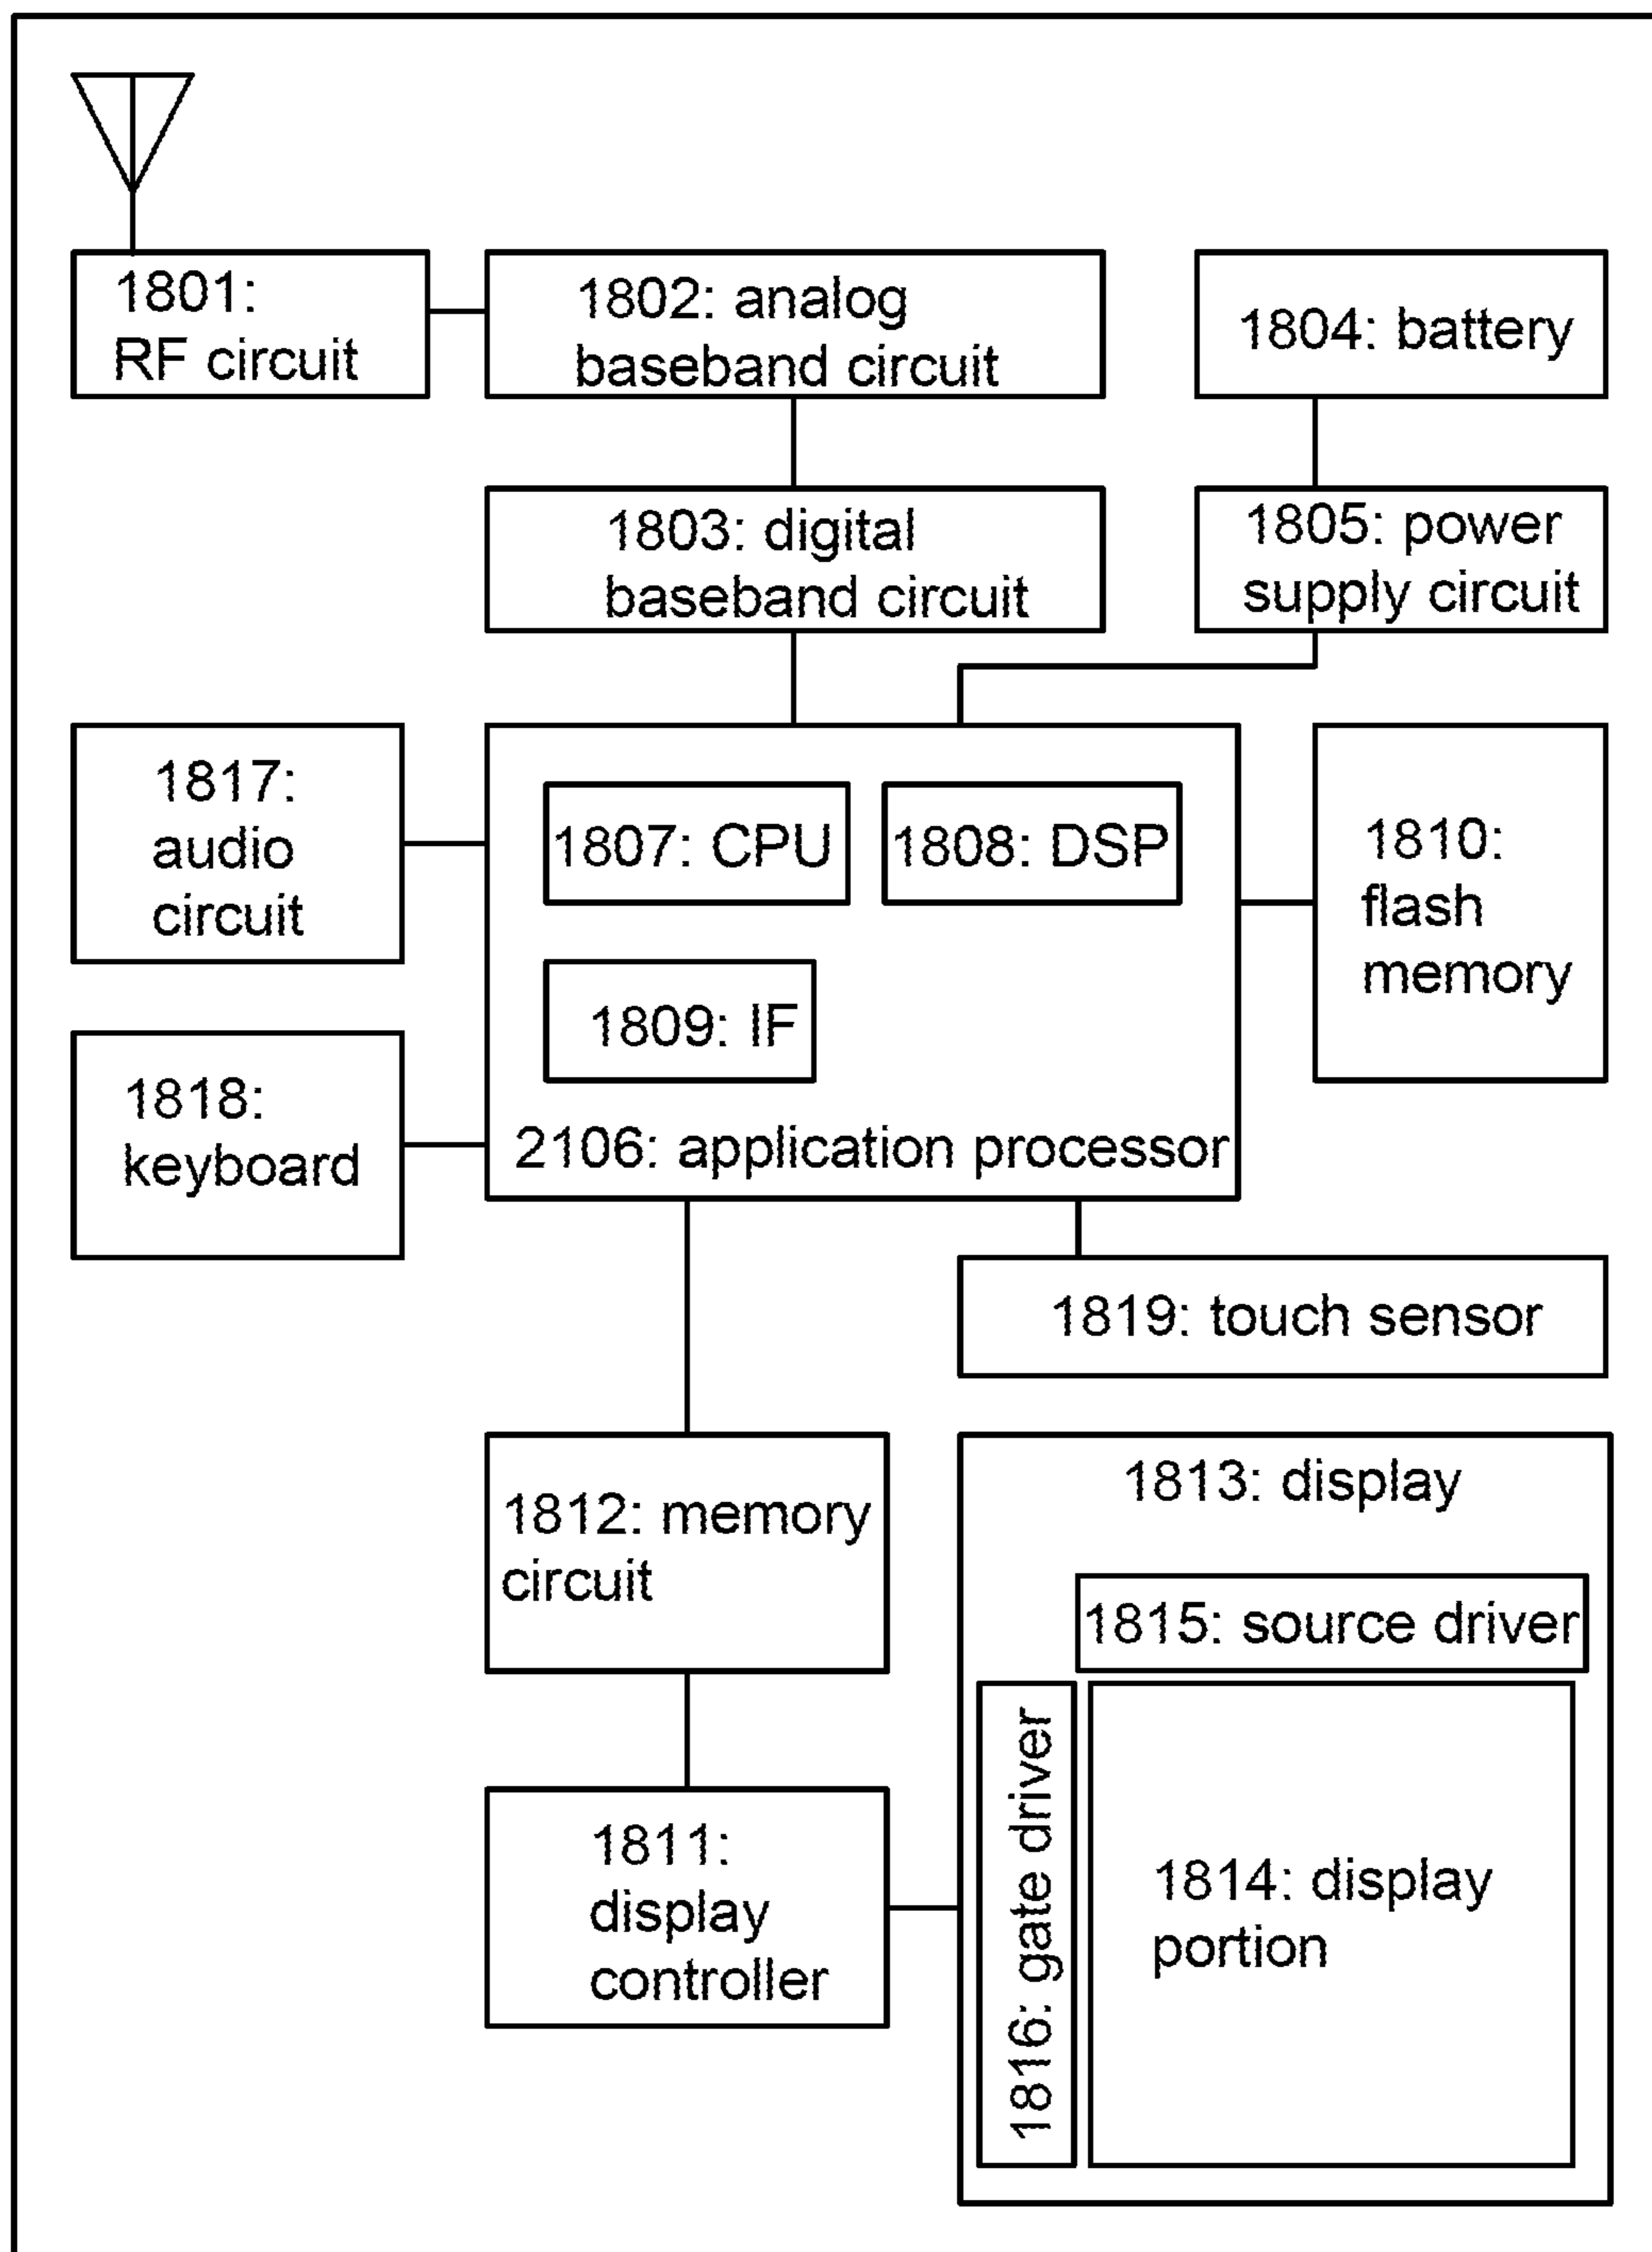 1801:
RF circuit
1802: analog
baseband circuit
1804: battery
1803: digital
baseband circuit
1805: power
supply circuit
1817:
audio
circuit
1807: CPU
1808: DSP
1810:
flash
memory
1809: IF
1818:
keyboard
2106: application processor
1819: touch sensor
1812: memory
circuit
1813: display
1815: source driver
1816: gate driver
1814: display
portion
1811:
display
controller